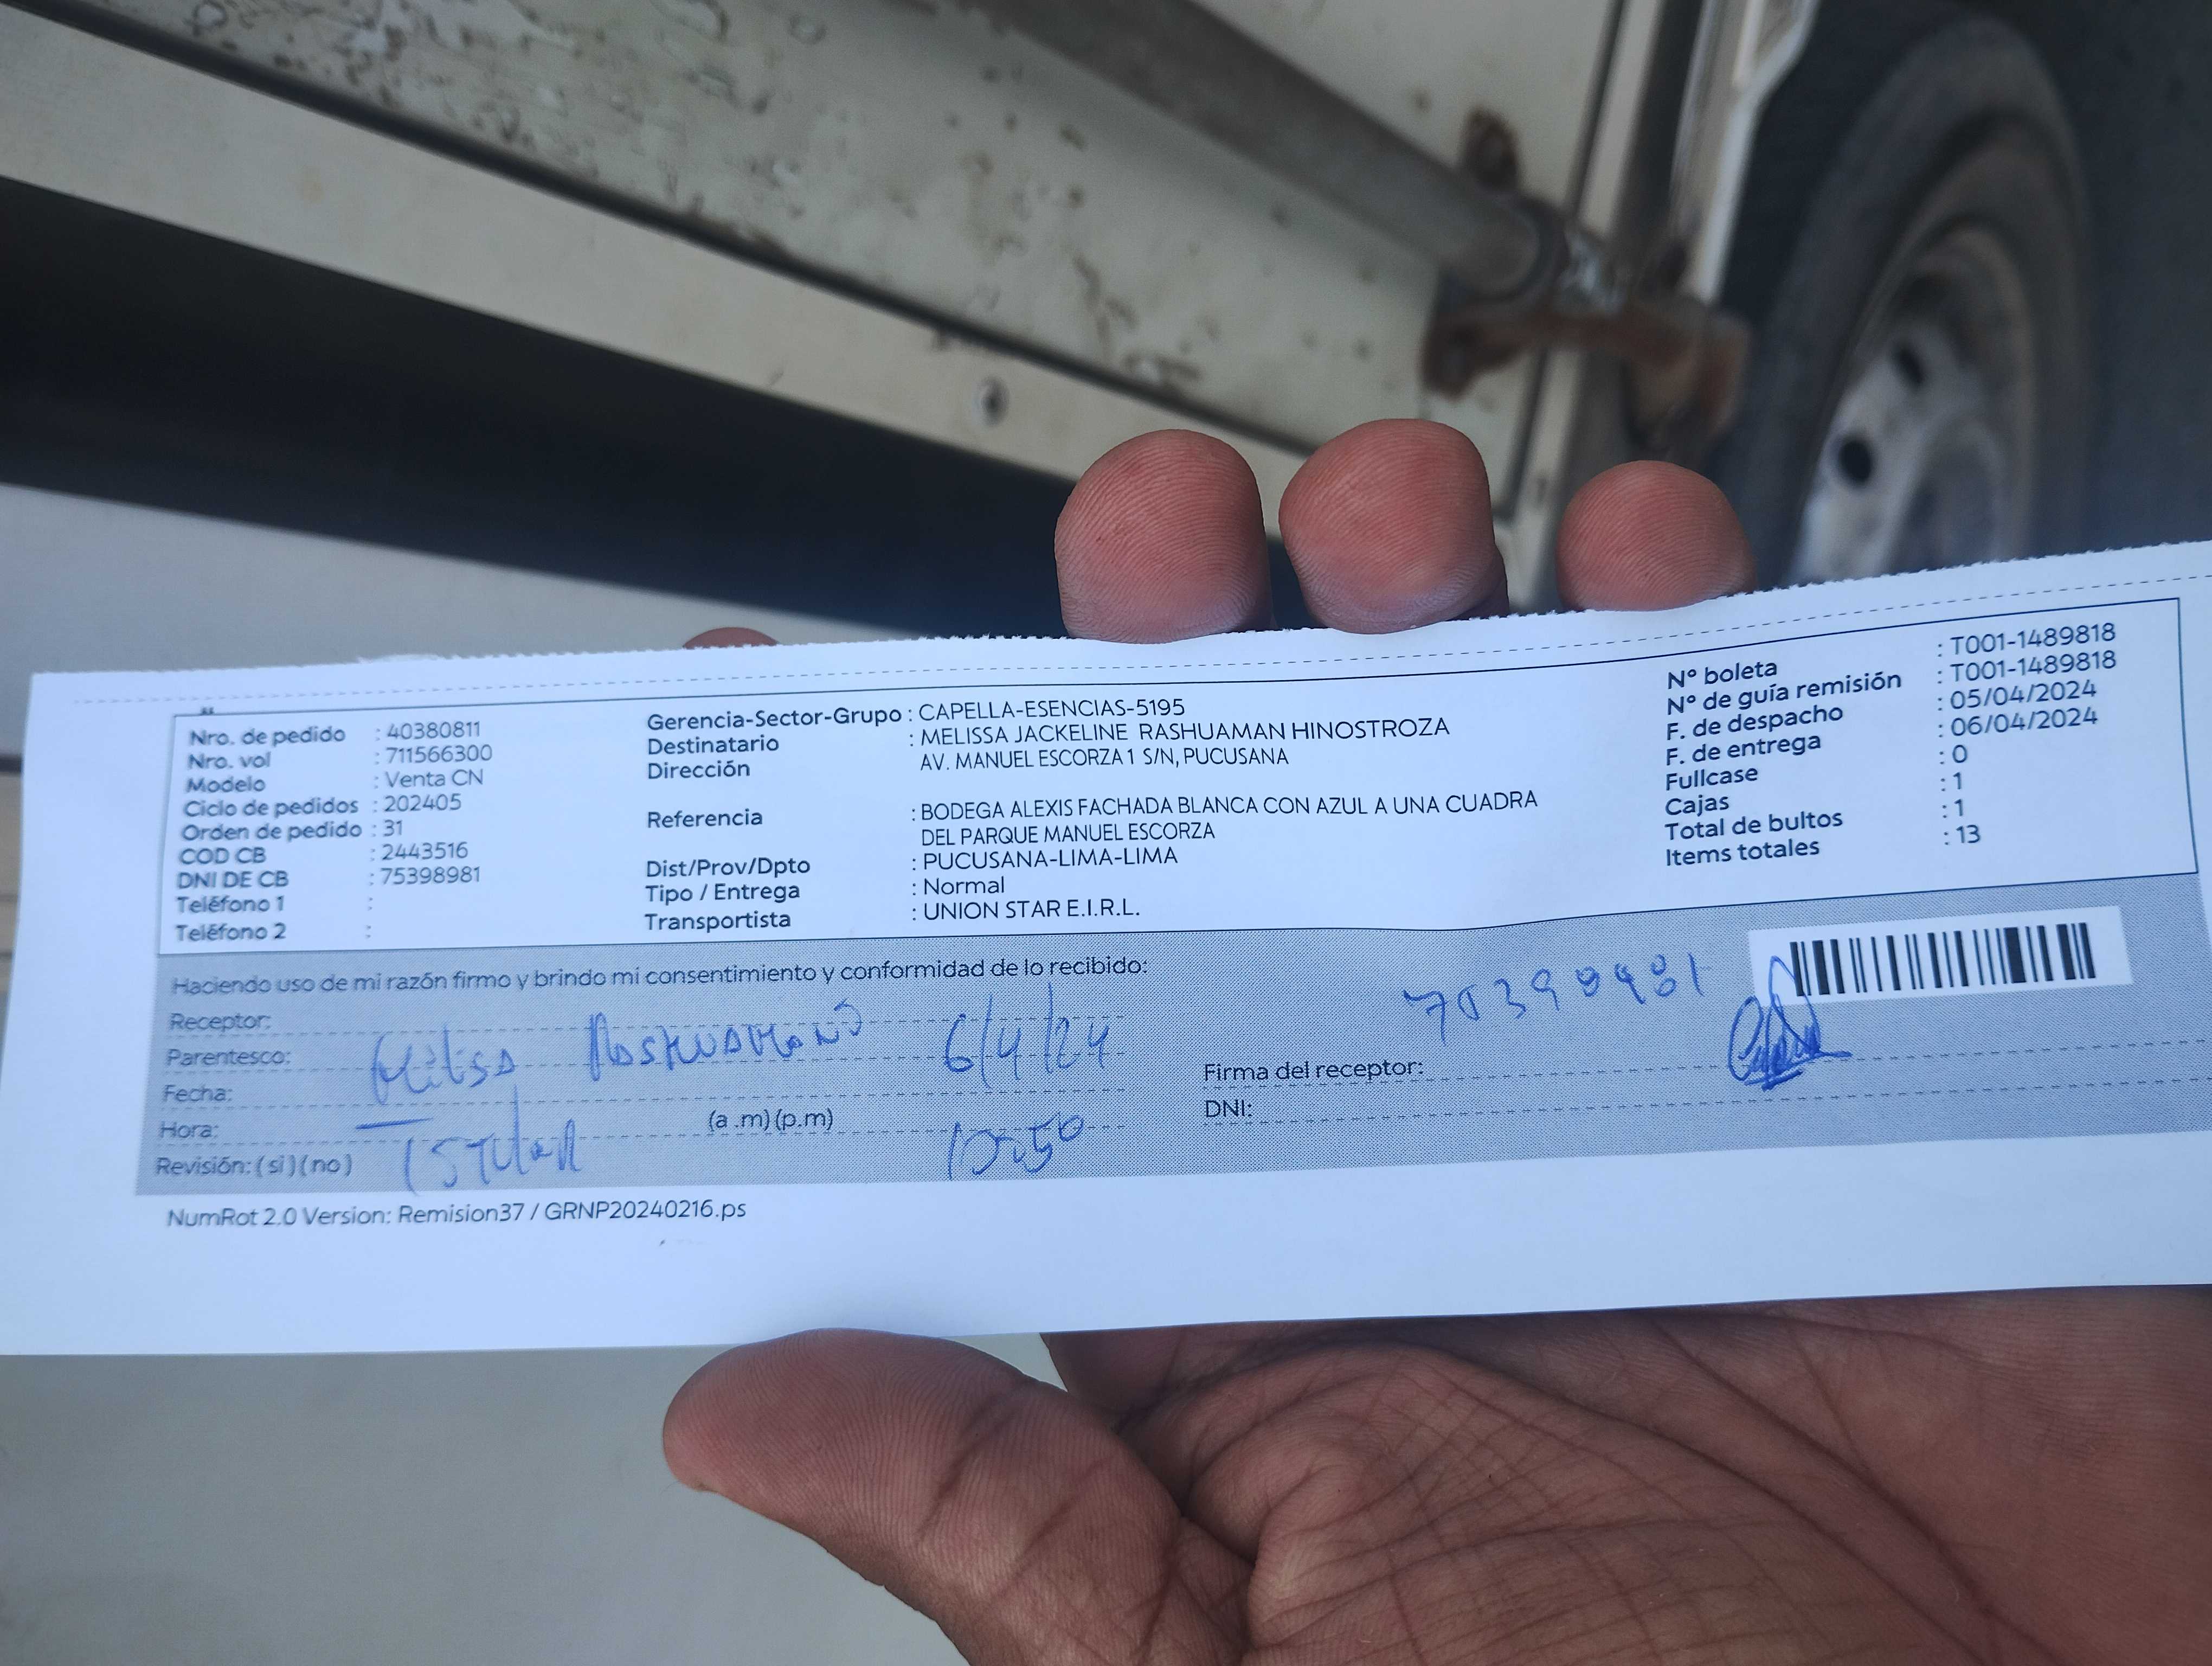 Nro. de pedido : 40380811
Nro. vol : 711566300
Modelo : Venta CN
Ciclo de pedidos : 202405
Orden de pedido : 31
COD CB : 2443516
DNI DE CB : 75398981
Teléfono 1 :
Teléfono 2 :
Gerencia-Sector-Grupo : CAPELLA-ESENCIAS-5195
Destinatario : MELISSA JACKELINE RASHUAMAN HINOSTROZA
Dirección AV. MANUEL ESCORZA 1 S/N, PUCUSANA
Referencia : BODEGA ALEXIS FACHADA BLANCA CON AZUL A UNA CUADRA
DEL PARQUE MANUEL ESCORZA
Dist/Prov/Dpto : PUCUSANA-LIMA-LIMA
Tipo / Entrega : Normal
Transportista : UNION STAR E.I.R.L.
Nº boleta : T001-1489818
Nº de guía remisión : T001-1489818
F. de despacho : 05/04/2024
F. de entrega : 06/04/2024
Fullcase : 0
Cajas : 1
Total de bultos : 1
Items totales : 13
Haciendo uso de mi razón firmo y brindo mi consentimiento y conformidad de lo recibido:
Receptor:
Parentesco:
6/4/24
Fecha:
Hora: (a.m)(p.m)
Revisión: (si)(no)
Firma del receptor:
DNI:
NumRot 2.0 Version: Remision37 / GRNP20240216.ps